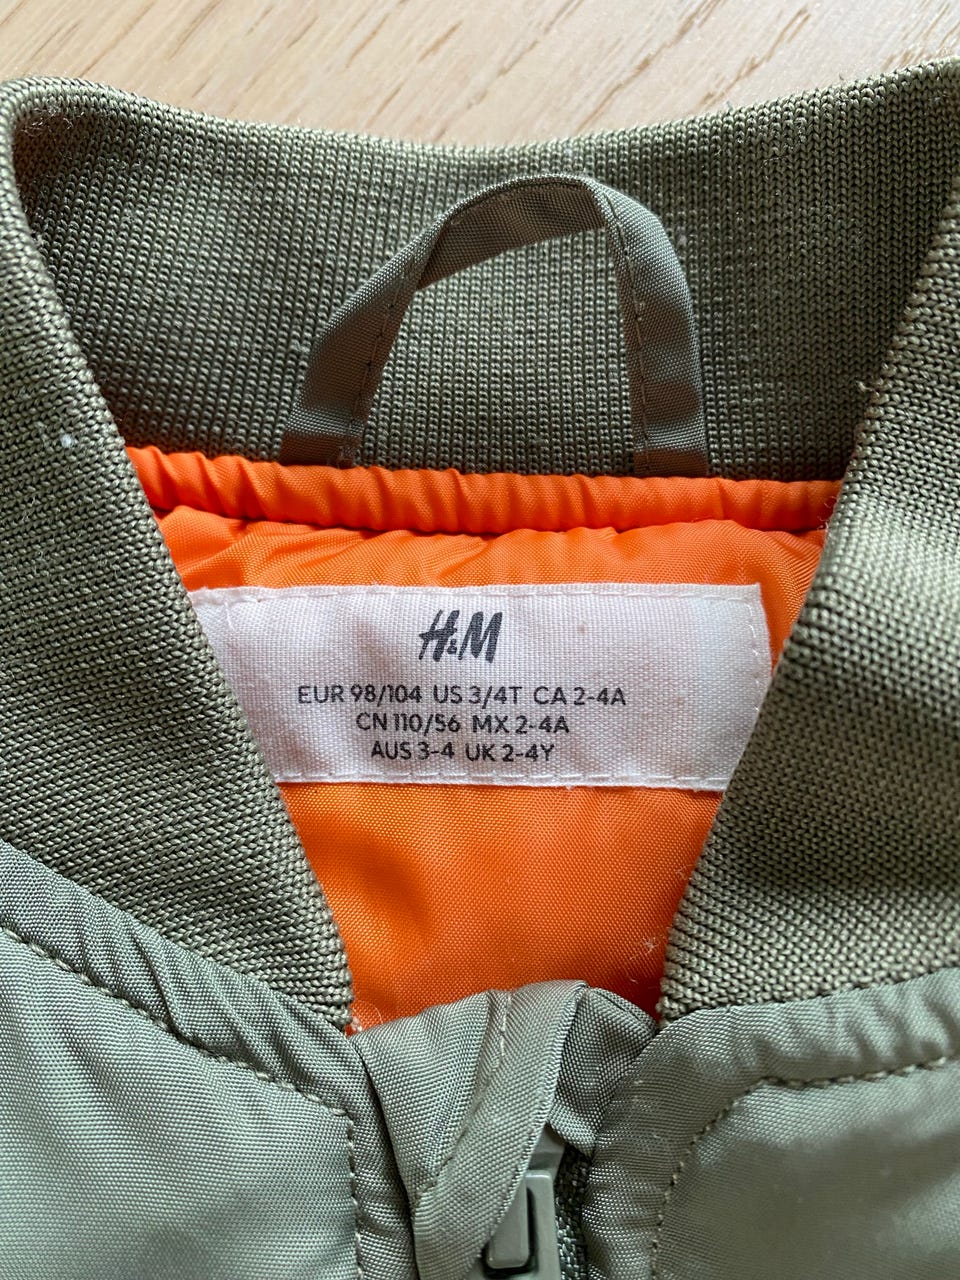 H&M
EUR 98/104 US 3/4T CA 2-4A
CN 110/56 MX 2-4A
AUS 3-4 UK 2-4Y